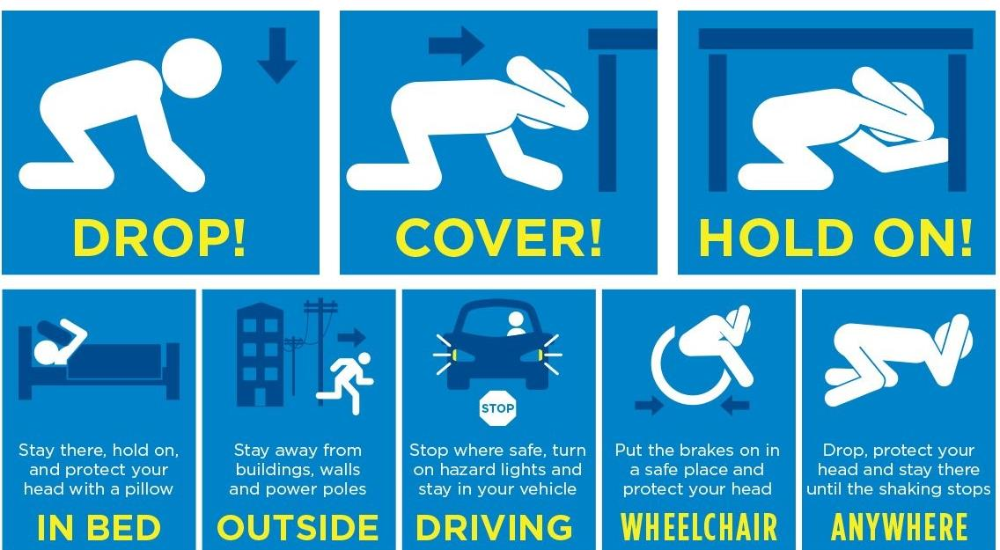 DROP!
COVER!
HOLD ON!
Stay there, hold on,
and protect your
head with a pillow
IN BED
Stay away from
buildings, walls
and power poles
OUTSIDE
STOP
Stop where safe, turn
on hazard lights and
stay in your vehicle
DRIVING
Put the brakes on in
a safe place and
protect your head
WHEELCHAIR
Drop, protect your
head and stay there
until the shaking stops
ANYWHERE